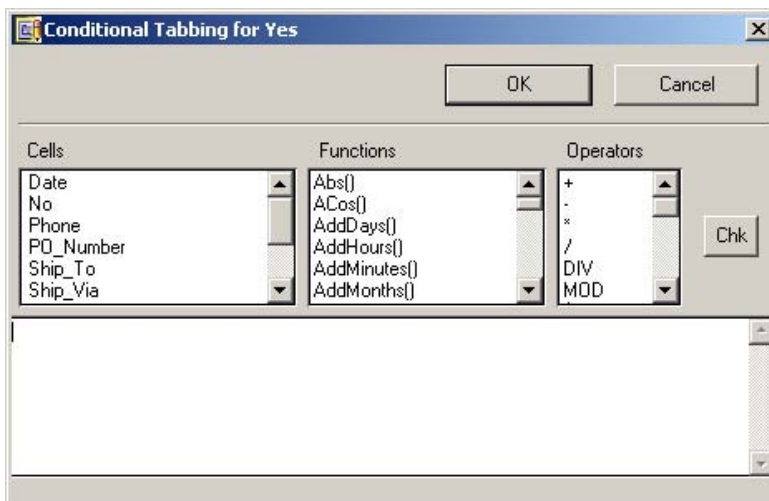 Conditional Tabbing for Yes
OK
Cancel
Cells
Functions
Operators
Date
No
Phone
PO_Number
Ship_To
Ship_Via
Abs()
ACos()
AddDays()
AddHours()
AddMinutes()
AddMonths()
+
-
*
/
DIV
MOD
Chk